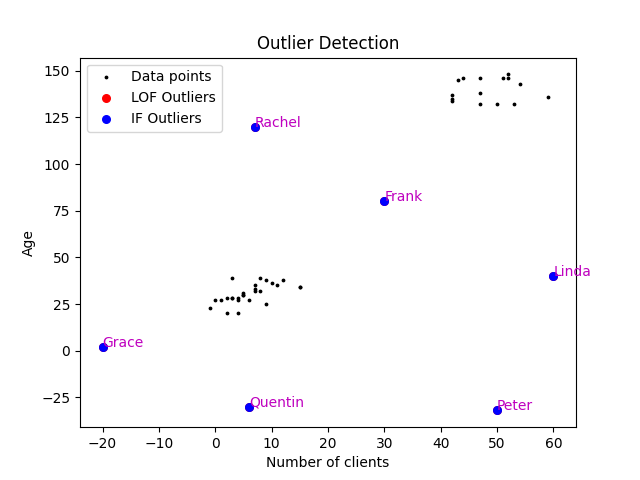 Outlier Detection
Data points
LOF Outliers
IF Outliers
Rachel
Frank
Linda
Grace
Quentin
Peter
Age
150
125
100
75
50
25
0
−25
−20
−10
0
10
20
30
40
50
60
Number of clients